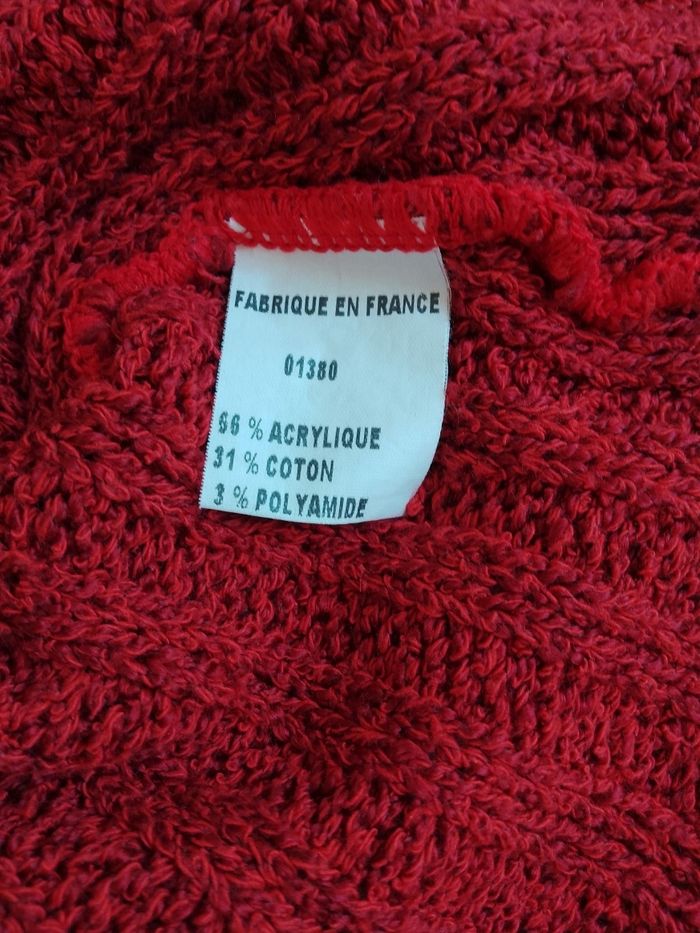 FABRIQUE EN FRANCE
01380
66 % ACRYLIQUE
31 % COTON
3 % POLYAMIDE